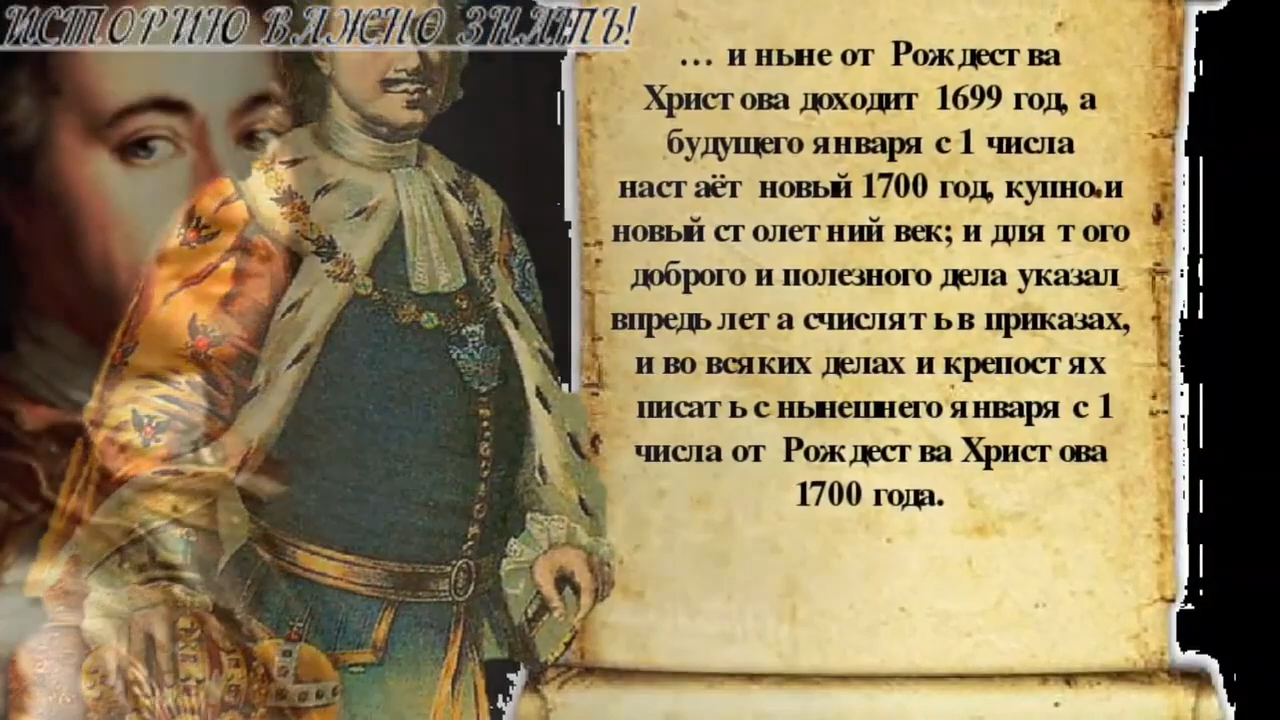 ИСТОРИЮ ВАЖНО ЗНАТЬ!
… и ныне от Рождества
Христова доходит 1699 год, а
будущего января с 1 числа
настаёт новый 1700 год, купно и
новый столетний век; и для того
доброго и полезного дела указал
впредь лета счислять в приказах,
и во всяких делах и крепостях
писать с нынешнего января с 1
числа от Рождества Христова
1700 года.